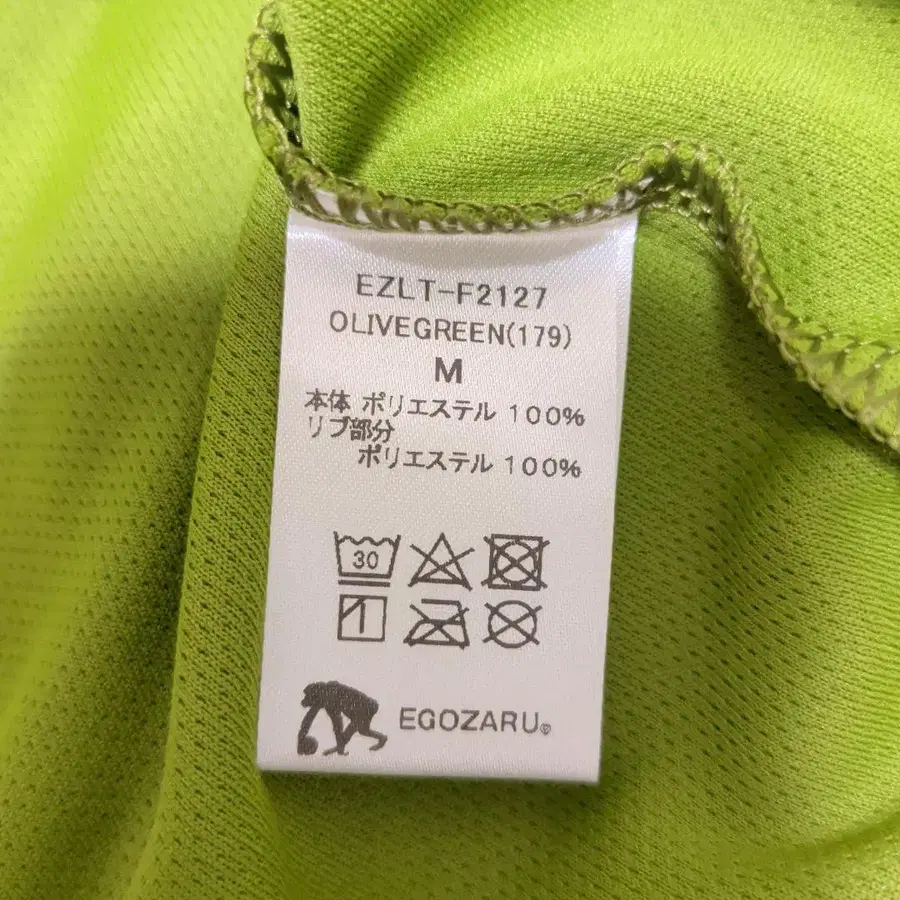 EZLT-F2127
OLIVEGREEN(179)
M
本体 ポリエステル 100%
リブ部分
ポリエステル 100%
30
EGOZARU©